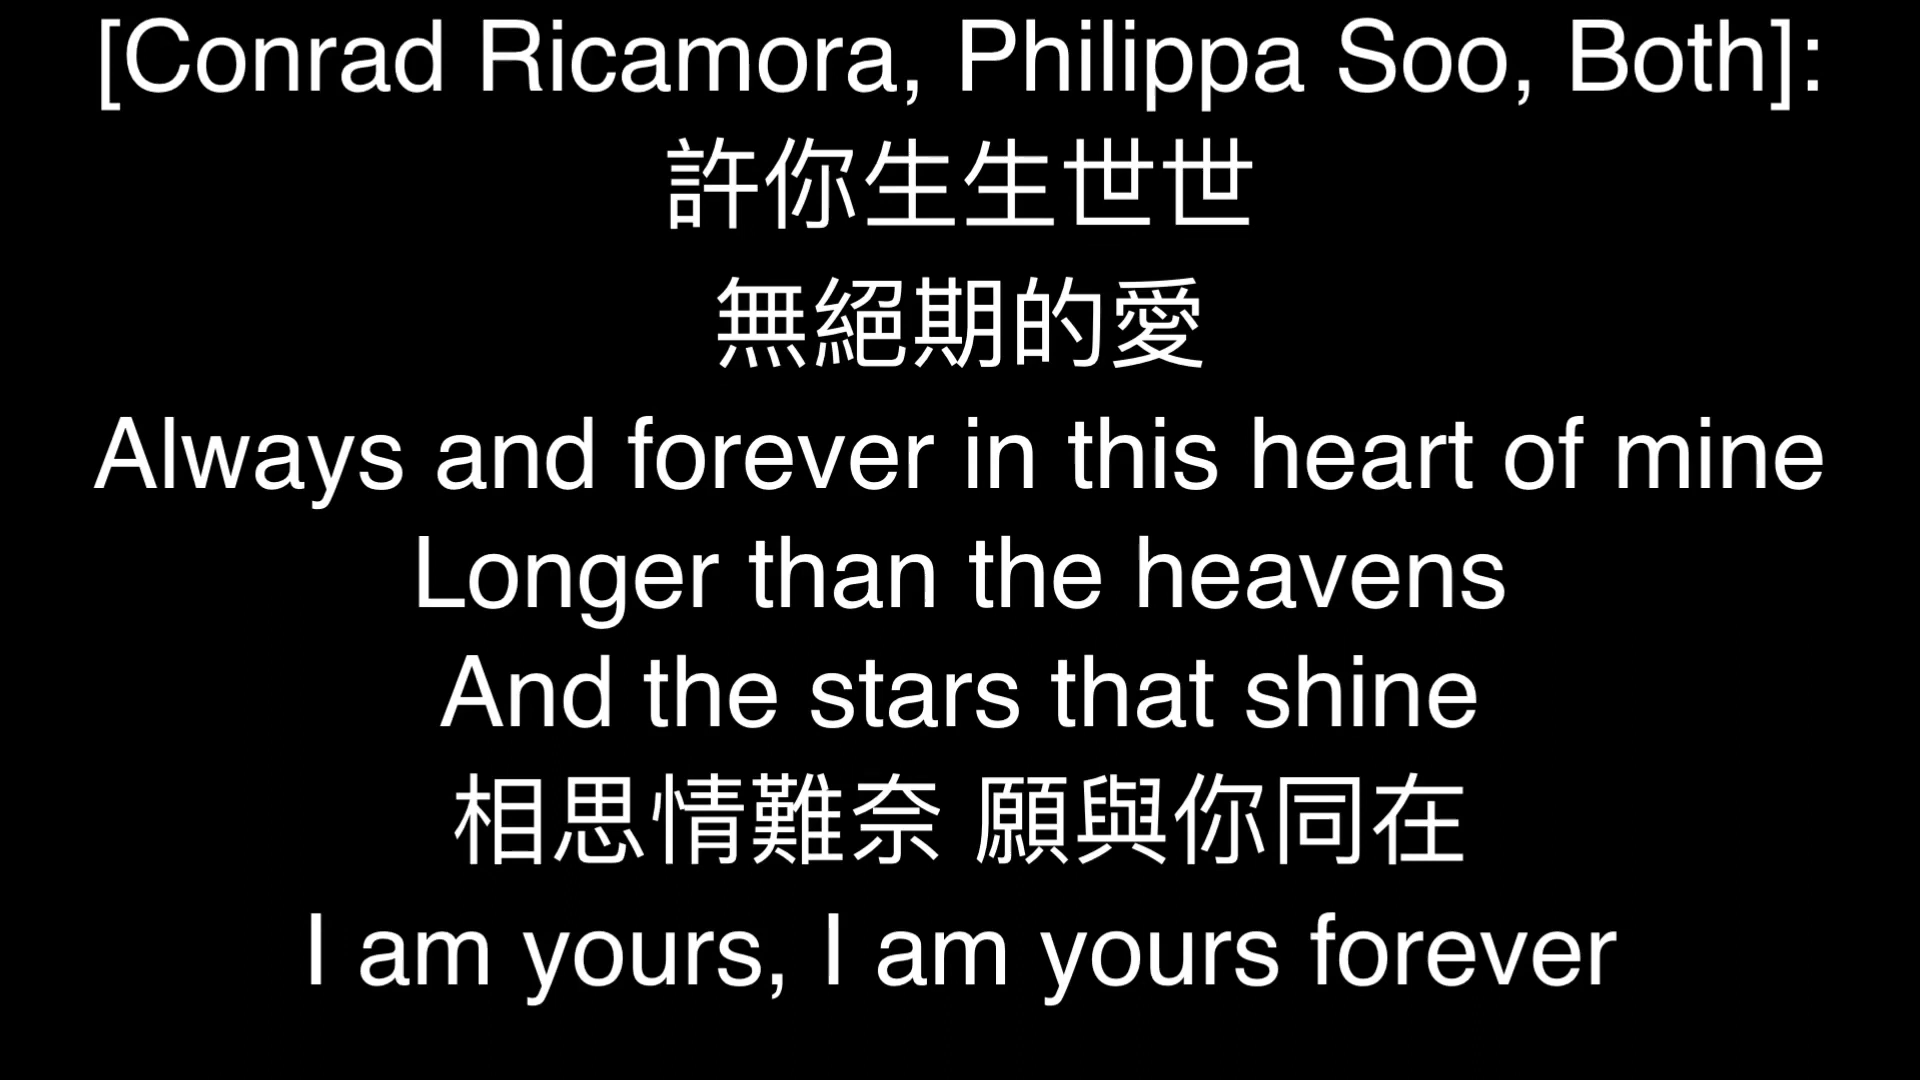 [Conrad Ricamora, Philippa Soo, Both]:
許你生生世世
無絕期的愛
Always and forever in this heart of mine
Longer than the heavens
And the stars that shine
相思情難奈 願與你同在
I am yours, I am yours forever